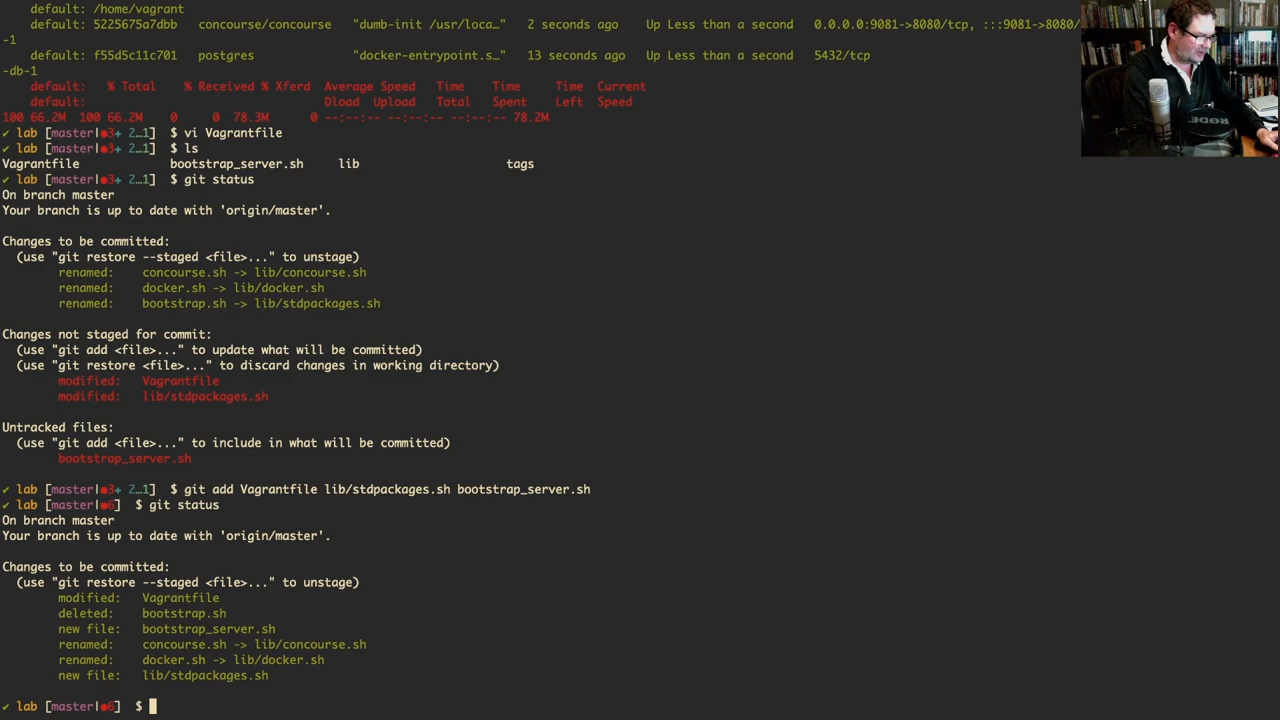 default: /home/vagrant
default: 5225675a7dbb   concourse/concourse   "dumb-init /usr/loca…"   2 seconds ago    Up Less than a second   0.0.0.0:9081->8080/tcp, :::9081->8080/
-1
default: f55d5c11c701   postgres              "docker-entrypoint.s…"   13 seconds ago   Up Less than a second   5432/tcp
-db-1
default:   % Total    % Received % Xferd  Average Speed   Time    Time     Time  Current
default:                                  Dload  Upload   Total   Spent    Left  Speed
100 66.2M  100 66.2M    0     0  78.3M      0 --:--:-- --:--:-- --:--:-- 78.2M
✔ lab [master|●3✚ 2…1]  $ vi Vagrantfile
✔ lab [master|●3✚ 2…1]  $ ls
Vagrantfile             bootstrap_server.sh     lib                     tags
✔ lab [master|●3✚ 2…1]  $ git status
On branch master
Your branch is up to date with 'origin/master'.
Changes to be committed:
(use "git restore --staged <file>..." to unstage)
renamed:    concourse.sh -> lib/concourse.sh
renamed:    docker.sh -> lib/docker.sh
renamed:    bootstrap.sh -> lib/stdpackages.sh
Changes not staged for commit:
(use "git add <file>..." to update what will be committed)
(use "git restore <file>..." to discard changes in working directory)
modified:   Vagrantfile
modified:   lib/stdpackages.sh
Untracked files:
(use "git add <file>..." to include in what will be committed)
bootstrap_server.sh
✔ lab [master|●3✚ 2…1]  $ git add Vagrantfile lib/stdpackages.sh bootstrap_server.sh
✔ lab [master|●6]  $ git status
On branch master
Your branch is up to date with 'origin/master'.
Changes to be committed:
(use "git restore --staged <file>..." to unstage)
modified:   Vagrantfile
deleted:    bootstrap.sh
new file:   bootstrap_server.sh
renamed:    concourse.sh -> lib/concourse.sh
renamed:    docker.sh -> lib/docker.sh
new file:   lib/stdpackages.sh
✔ lab [master|●6]  $
RODE